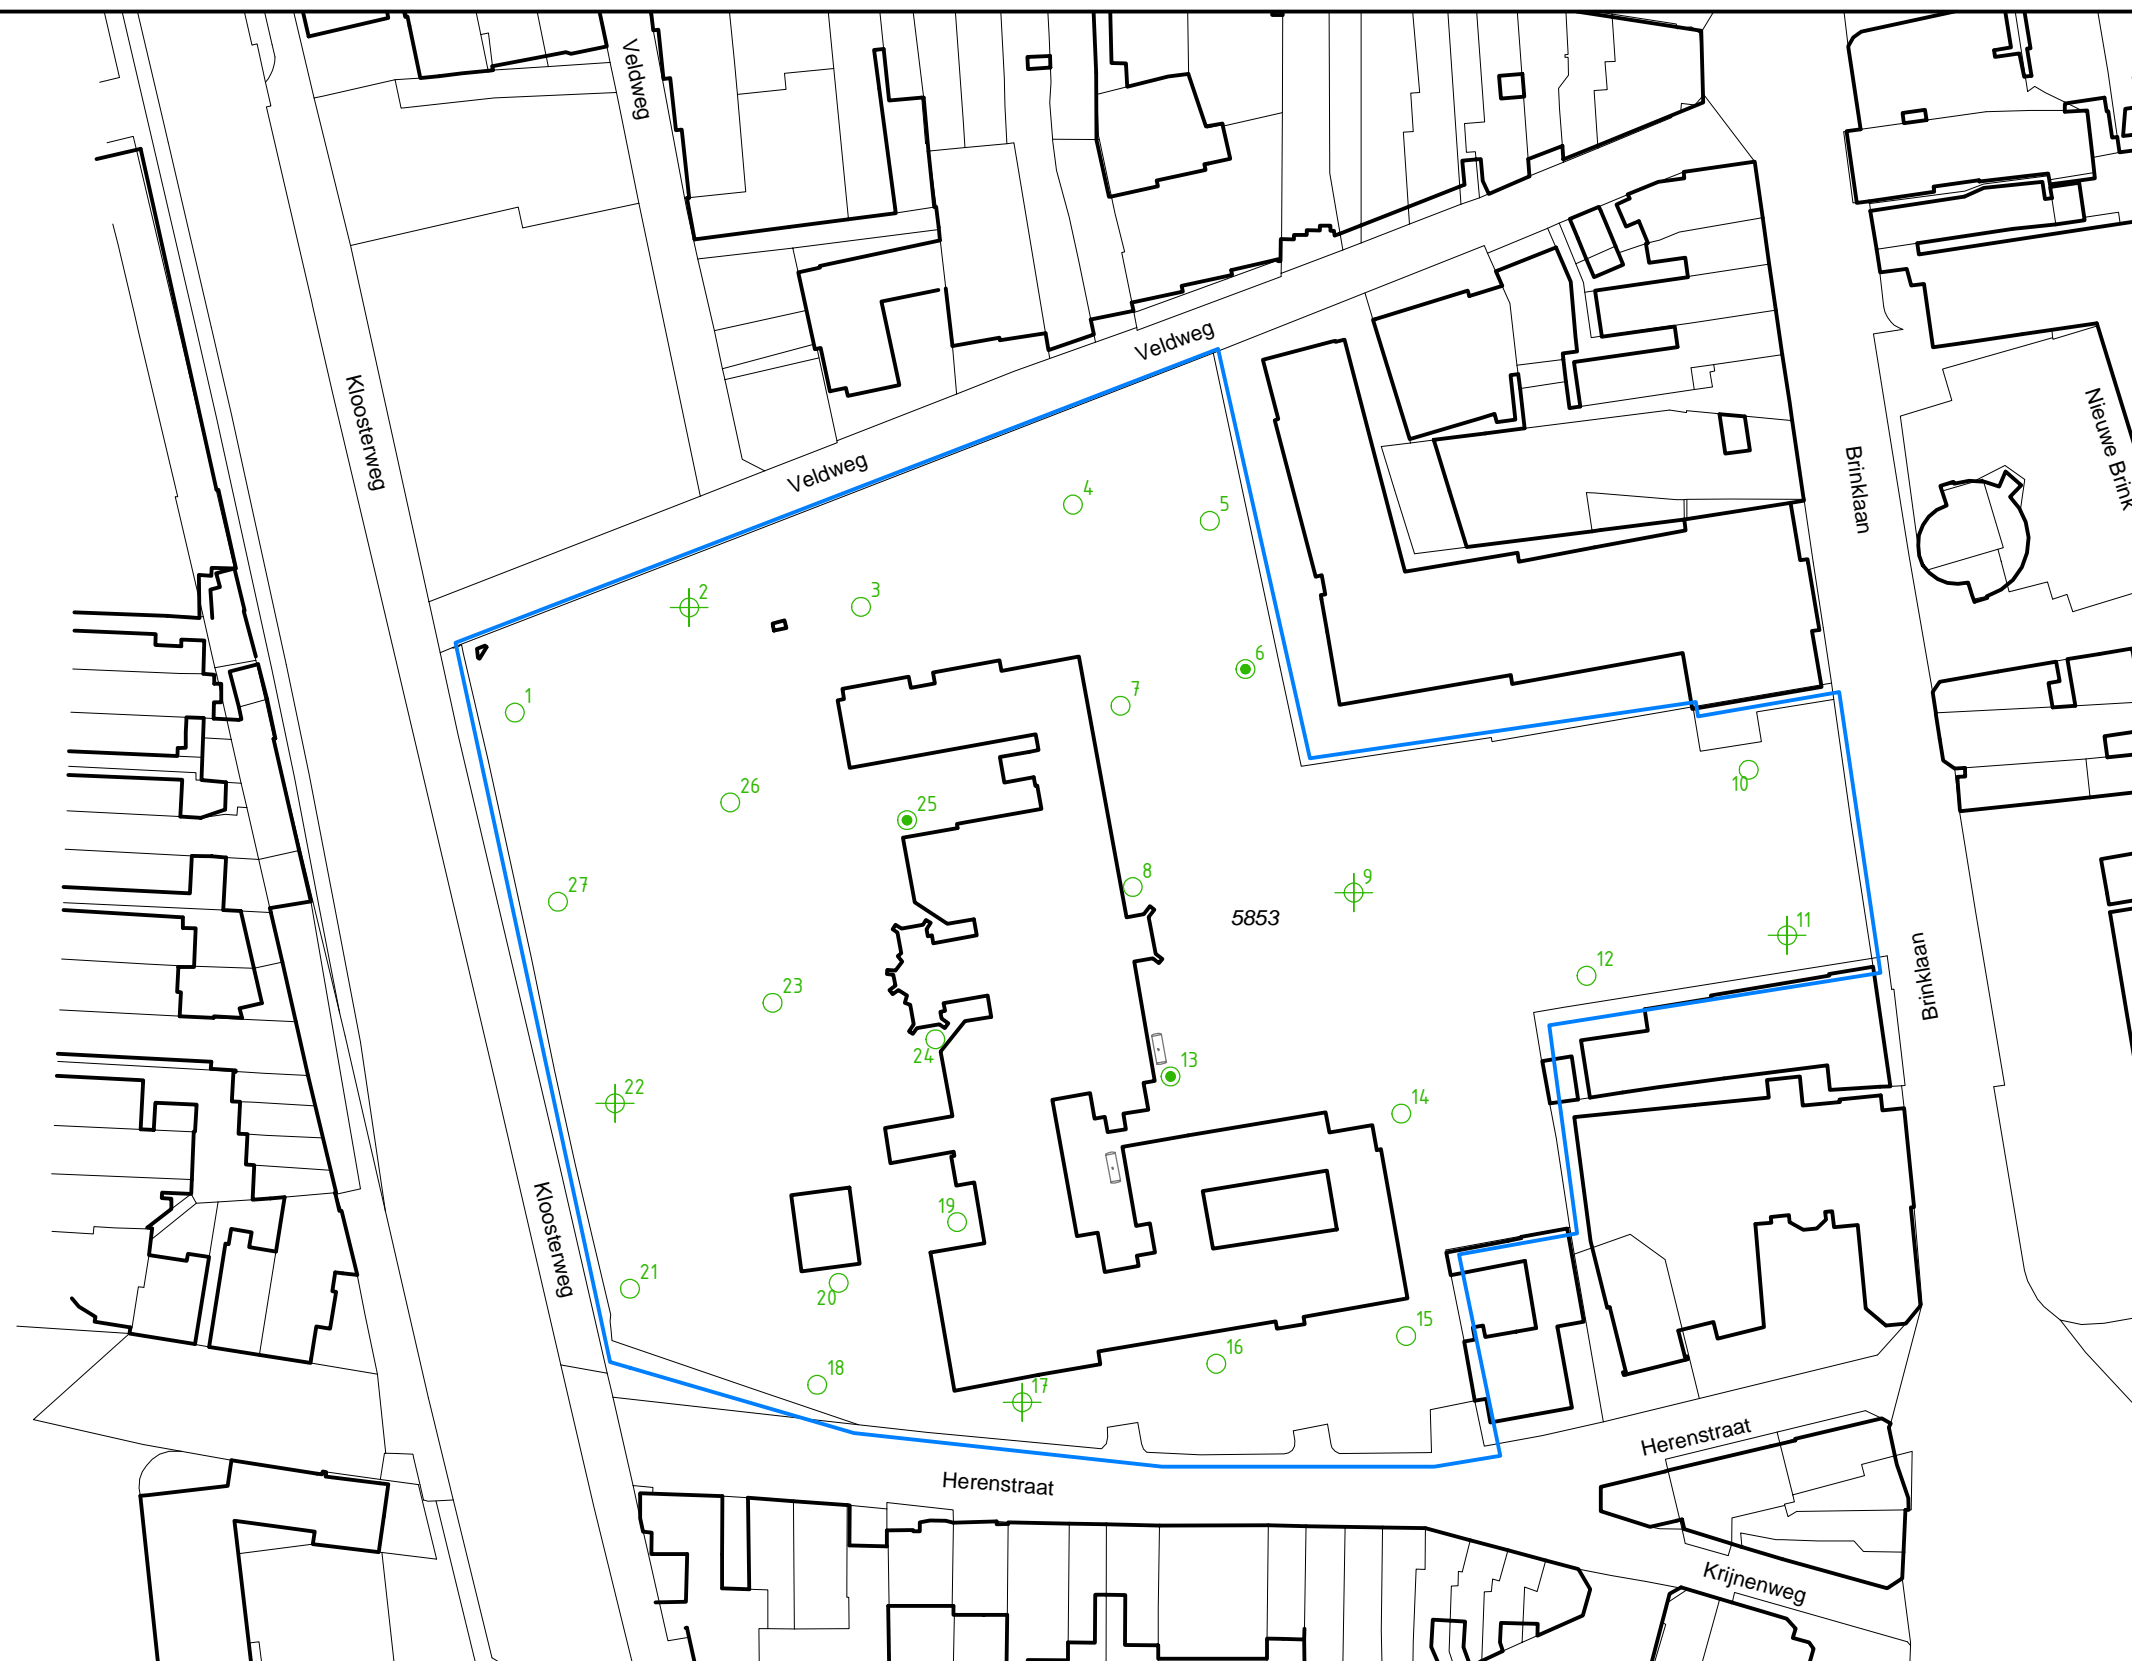 Veldweg
Veldweg
Kloosterweg
Nieuwe Brink
Brinklaan
Veldweg
4
5
2
3
6
1
7
10
26
25
27
8
9
5853
11
12
23
24
Brinklaan
13
22
14
19
Kloosterweg
21
20
15
16
18
17
Herenstraat
Herenstraat
Krijnenweg